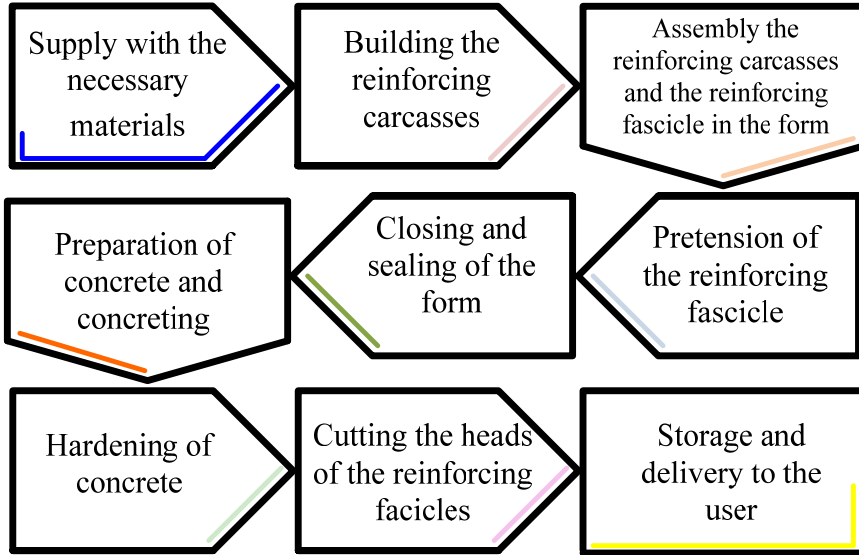 Supply with the
necessary
materials
Building the
reinforcing
carcasses
Assembly the
reinforcing carcasses
and the reinforcing
fascicle in the form
Pretension of
the reinforcing
fascicle
Closing and
sealing of the
form
Preparation of
concrete and
concreting
Hardening of
concrete
Cutting the heads
of the reinforcing
facicles
Storage and
delivery to the
user